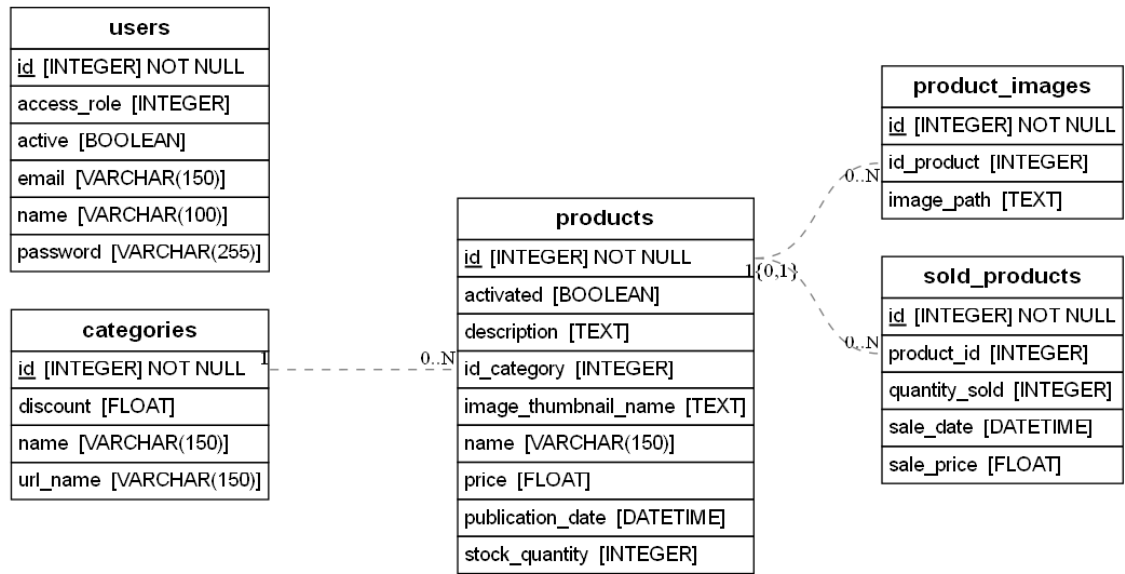 users
id [INTEGER] NOT NULL
access_role [INTEGER]
active [BOOLEAN]
email [VARCHAR(150)]
name [VARCHAR(100)]
password [VARCHAR(255)]
categories
id [INTEGER] NOT NULL
discount [FLOAT]
name [VARCHAR(150)]
url_name [VARCHAR(150)]
1
0..N
products
id [INTEGER] NOT NULL
activated [BOOLEAN]
description [TEXT]
id_category [INTEGER]
image_thumbnail_name [TEXT]
name [VARCHAR(150)]
price [FLOAT]
publication_date [DATETIME]
stock_quantity [INTEGER]
1{0,1}
0..N
0..N
product_images
id [INTEGER] NOT NULL
id_product [INTEGER]
image_path [TEXT]
sold_products
id [INTEGER] NOT NULL
product_id [INTEGER]
quantity_sold [INTEGER]
sale_date [DATETIME]
sale_price [FLOAT]